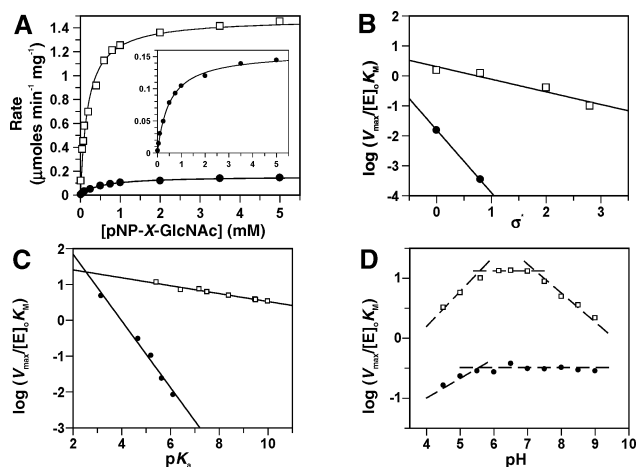 A
Rate
(μmoles min⁻¹ mg⁻¹)
1.4
1.2
1.0
0.8
0.6
0.4
0.2
0
0 1 2 3 4 5
[pNP-X-GlcNAc] (mM)
0.15
0.1
0.05
0
0 1 2 3 4 5
B
log (Vmax/[E]₀KM)
2
1
0
-1
-2
-3
-4
0 1 2 3
σ*
C
log (Vmax/[E]₀KM)
2
1
0
-1
-2
-3
2 4 6 8 10
pKa
D
log (Vmax/[E]₀KM)
1
0
-1
4 5 6 7 8 9 10
pH